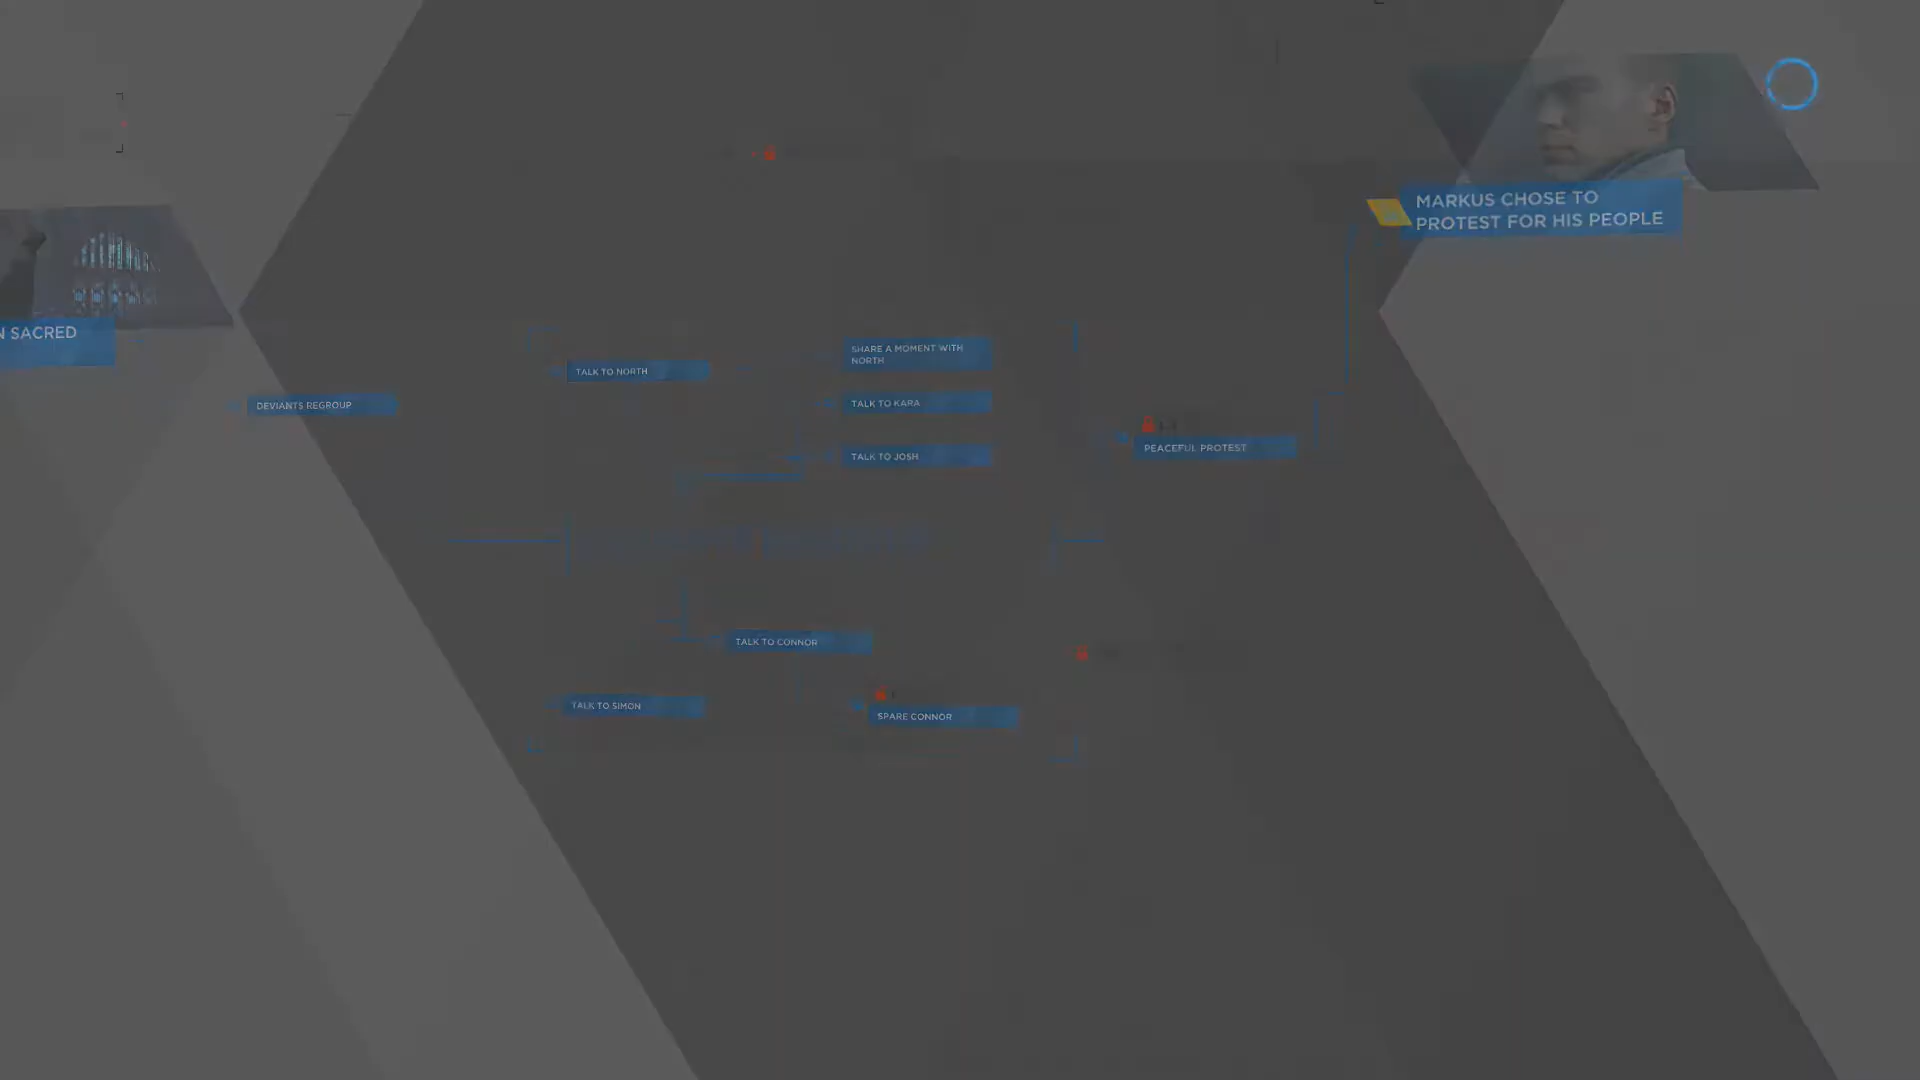 MARKUS CHOSE TO
PROTEST FOR HIS PEOPLE
N SACRED
SHARE A MOMENT WITH
NORTH
TALK TO NORTH
DEVIANTS REGROUP
TALK TO KARA
PEACEFUL PROTEST
TALK TO JOSH
TALK TO CONNOR
TALK TO SIMON
SPARE CONNOR